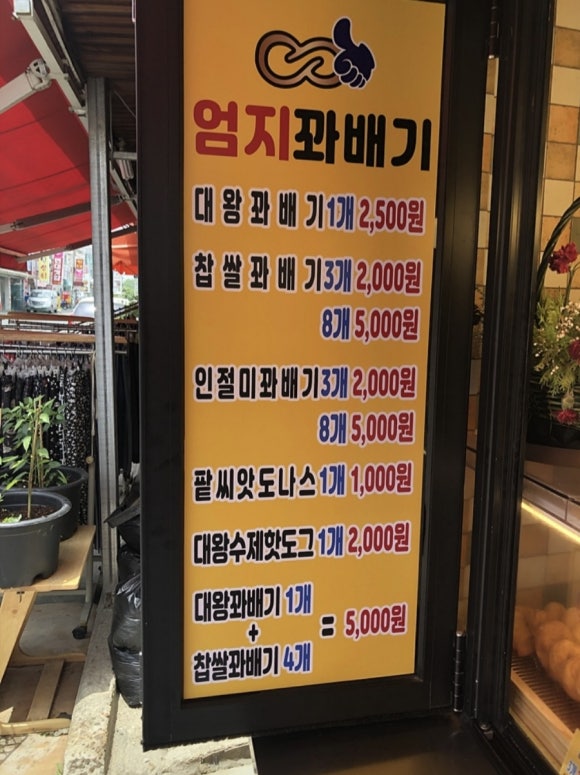 엄지꽈배기
대왕꽈배기 1개 2,500원
찹쌀꽈배기 3개 2,000원
8개 5,000원
인절미꽈배기 3개 2,000원
8개 5,000원
팥씨앗도나스 1개 1,000원
대왕수제핫도그 1개 2,000원
대왕꽈배기 1개
+
= 5,000원
찹쌀꽈배기 4개